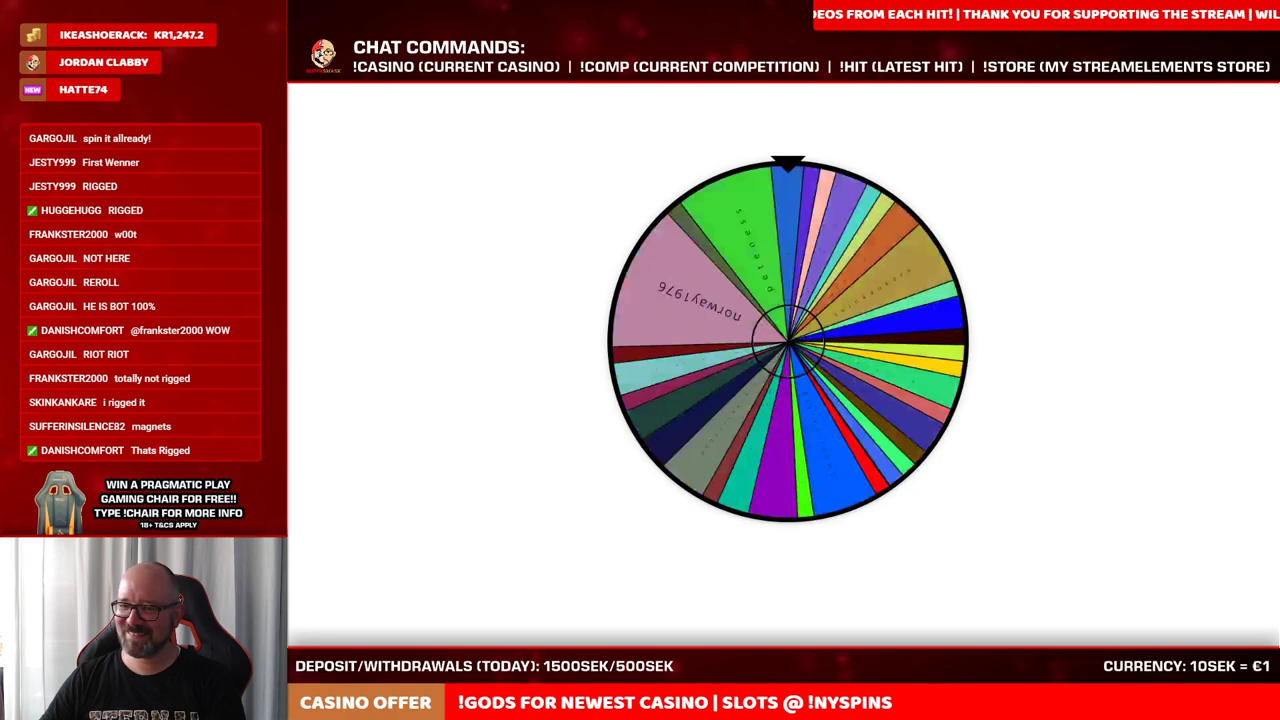 IKEASHOERACK: KR1,247.2
JORDAN CLABBY
NEW HATTE74
GARGOJIL spin it allready!
JESTY999 First Wenner
JESTY999 RIGGED
HUGGEHUGG RIGGED
FRANKSTER2000 w00t
GARGOJIL NOT HERE
GARGOJIL REROLL
GARGOJIL HE IS BOT 100%
DANISHCOMFORT @frankster2000 WOW
GARGOJIL RIOT RIOT
FRANKSTER2000 totally not rigged
SKINKANKARE i rigged it
SUFFERINSILENCE82 magnets
DANISHCOMFORT Thats Rigged
WIN A PRAGMATIC PLAY
GAMING CHAIR FOR FREE!!
TYPE !CHAIR FOR MORE INFO
18+ T&CS APPLY
DEOS FROM EACH HIT! | THANK YOU FOR SUPPORTING THE STREAM | WIL
CHAT COMMANDS:
!CASINO (CURRENT CASINO) | !COMP (CURRENT COMPETITION) | !HIT (LATEST HIT) | !STORE (MY STREAMELEMENTS STORE)
peteness
norway1976
DEPOSIT/WITHDRAWALS (TODAY): 1500SEK/500SEK
CURRENCY: 10SEK = €1
CASINO OFFER
!GODS FOR NEWEST CASINO | SLOTS @ !NYSPINS